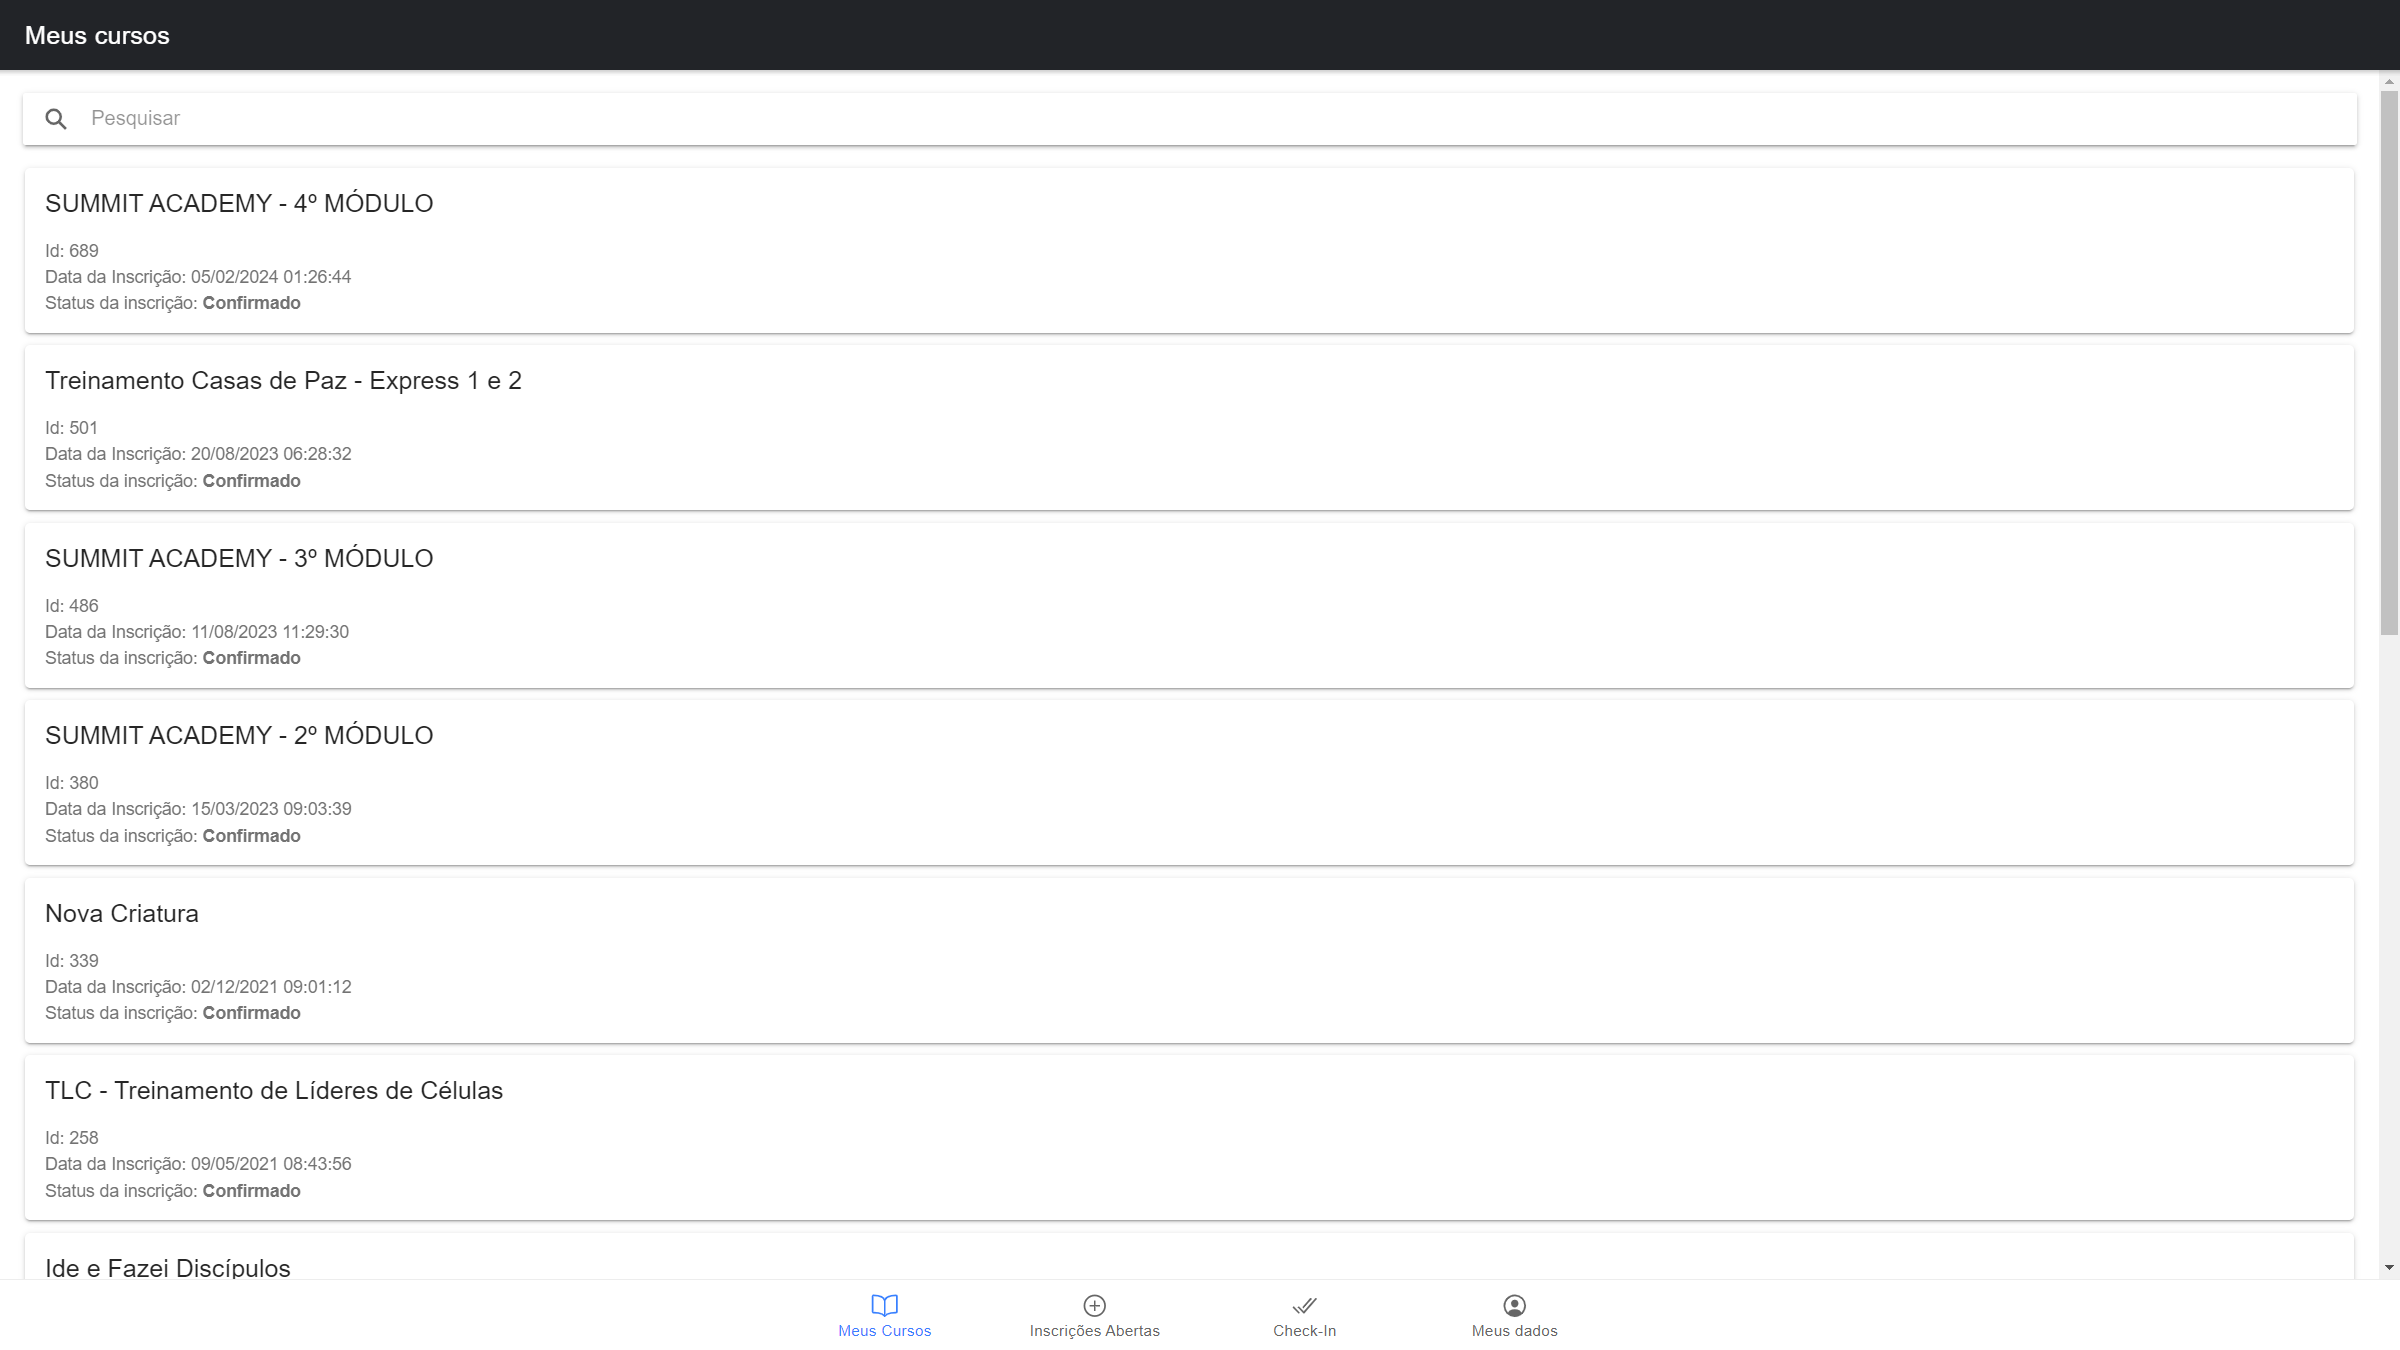 Meus cursos
Pesquisar
SUMMIT ACADEMY - 4º MÓDULO
Id: 689
Data da Inscrição: 05/02/2024 01:26:44
Status da inscrição: Confirmado
Treinamento Casas de Paz - Express 1 e 2
Id: 501
Data da Inscrição: 20/08/2023 06:28:32
Status da inscrição: Confirmado
SUMMIT ACADEMY - 3º MÓDULO
Id: 486
Data da Inscrição: 11/08/2023 11:29:30
Status da inscrição: Confirmado
SUMMIT ACADEMY - 2º MÓDULO
Id: 380
Data da Inscrição: 15/03/2023 09:03:39
Status da inscrição: Confirmado
Nova Criatura
Id: 339
Data da Inscrição: 02/12/2021 09:01:12
Status da inscrição: Confirmado
TLC - Treinamento de Líderes de Células
Id: 258
Data da Inscrição: 09/05/2021 08:43:56
Status da inscrição: Confirmado
Ide e Fazei Discípulos
Meus Cursos
Inscrições Abertas
Check-In
Meus dados